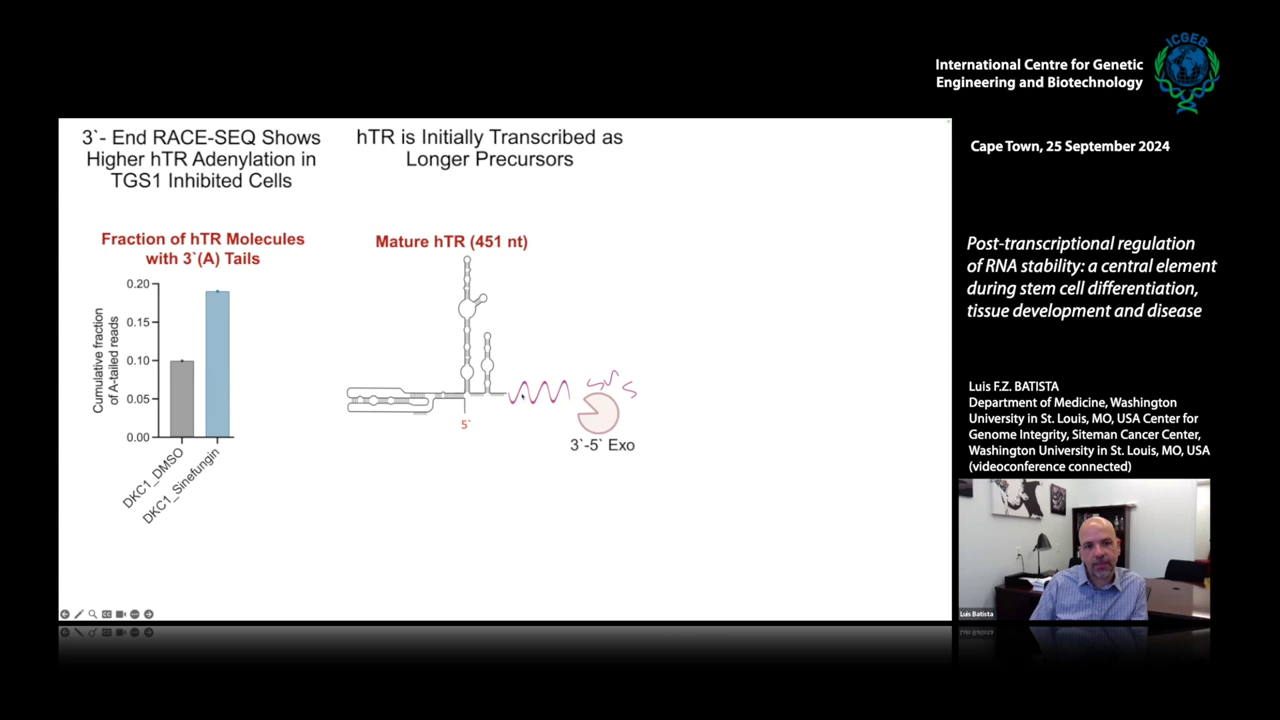 ICGEB
International Centre for Genetic
Engineering and Biotechnology
Cape Town, 25 September 2024
Post-transcriptional regulation
of RNA stability: a central element
during stem cell differentiation,
tissue development and disease
Luis F.Z. BATISTA
Department of Medicine, Washington
University in St. Louis, MO, USA Center for
Genome Integrity, Siteman Cancer Center,
Washington University in St. Louis, MO, USA
(videoconference connected)
Luis Batista
3`- End RACE-SEQ Shows
Higher hTR Adenylation in
TGS1 Inhibited Cells
Fraction of hTR Molecules
with 3`(A) Tails
Cumulative fraction
of A-tailed reads
0.20
0.15
0.10
0.05
0.00
DKC1_DMSO
DKC1_Sinefungin
hTR is Initially Transcribed as
Longer Precursors
Mature hTR (451 nt)
5`
3`-5` Exo